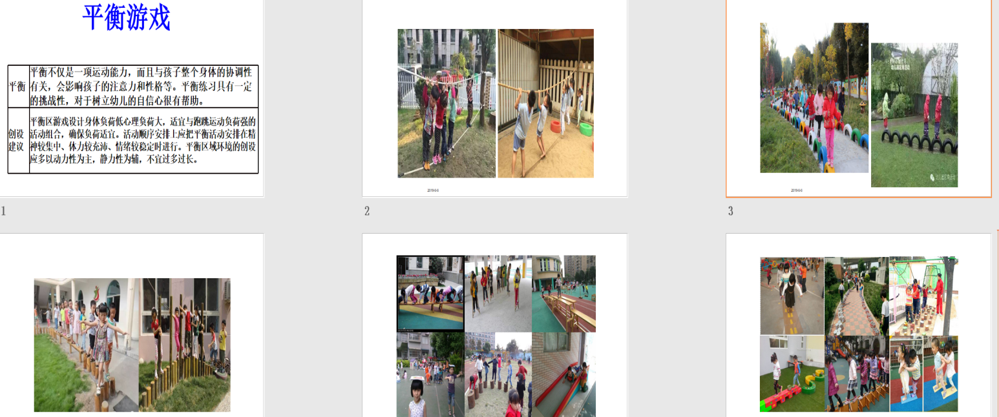 平衡游戏
平衡
平衡不仅是一项运动能力，而且与孩子整个身体的协调性
有关，会影响孩子的注意力和性格等。平衡练习具有一定
的挑战性，对于树立幼儿的自信心很有帮助。
创设
建议
平衡区游戏设计身体负荷低心理负荷大，适宜与跑跳运动负荷强的
活动组合，确保负荷适宜。活动顺序安排上应把平衡活动安排在精
神较集中、体力较充沛、情绪较稳定时进行。平衡区域环境的创设
应多以动力性为主，静力性为辅，不宜过多过长。
2019-6-6
2019-6-6
1
2
3